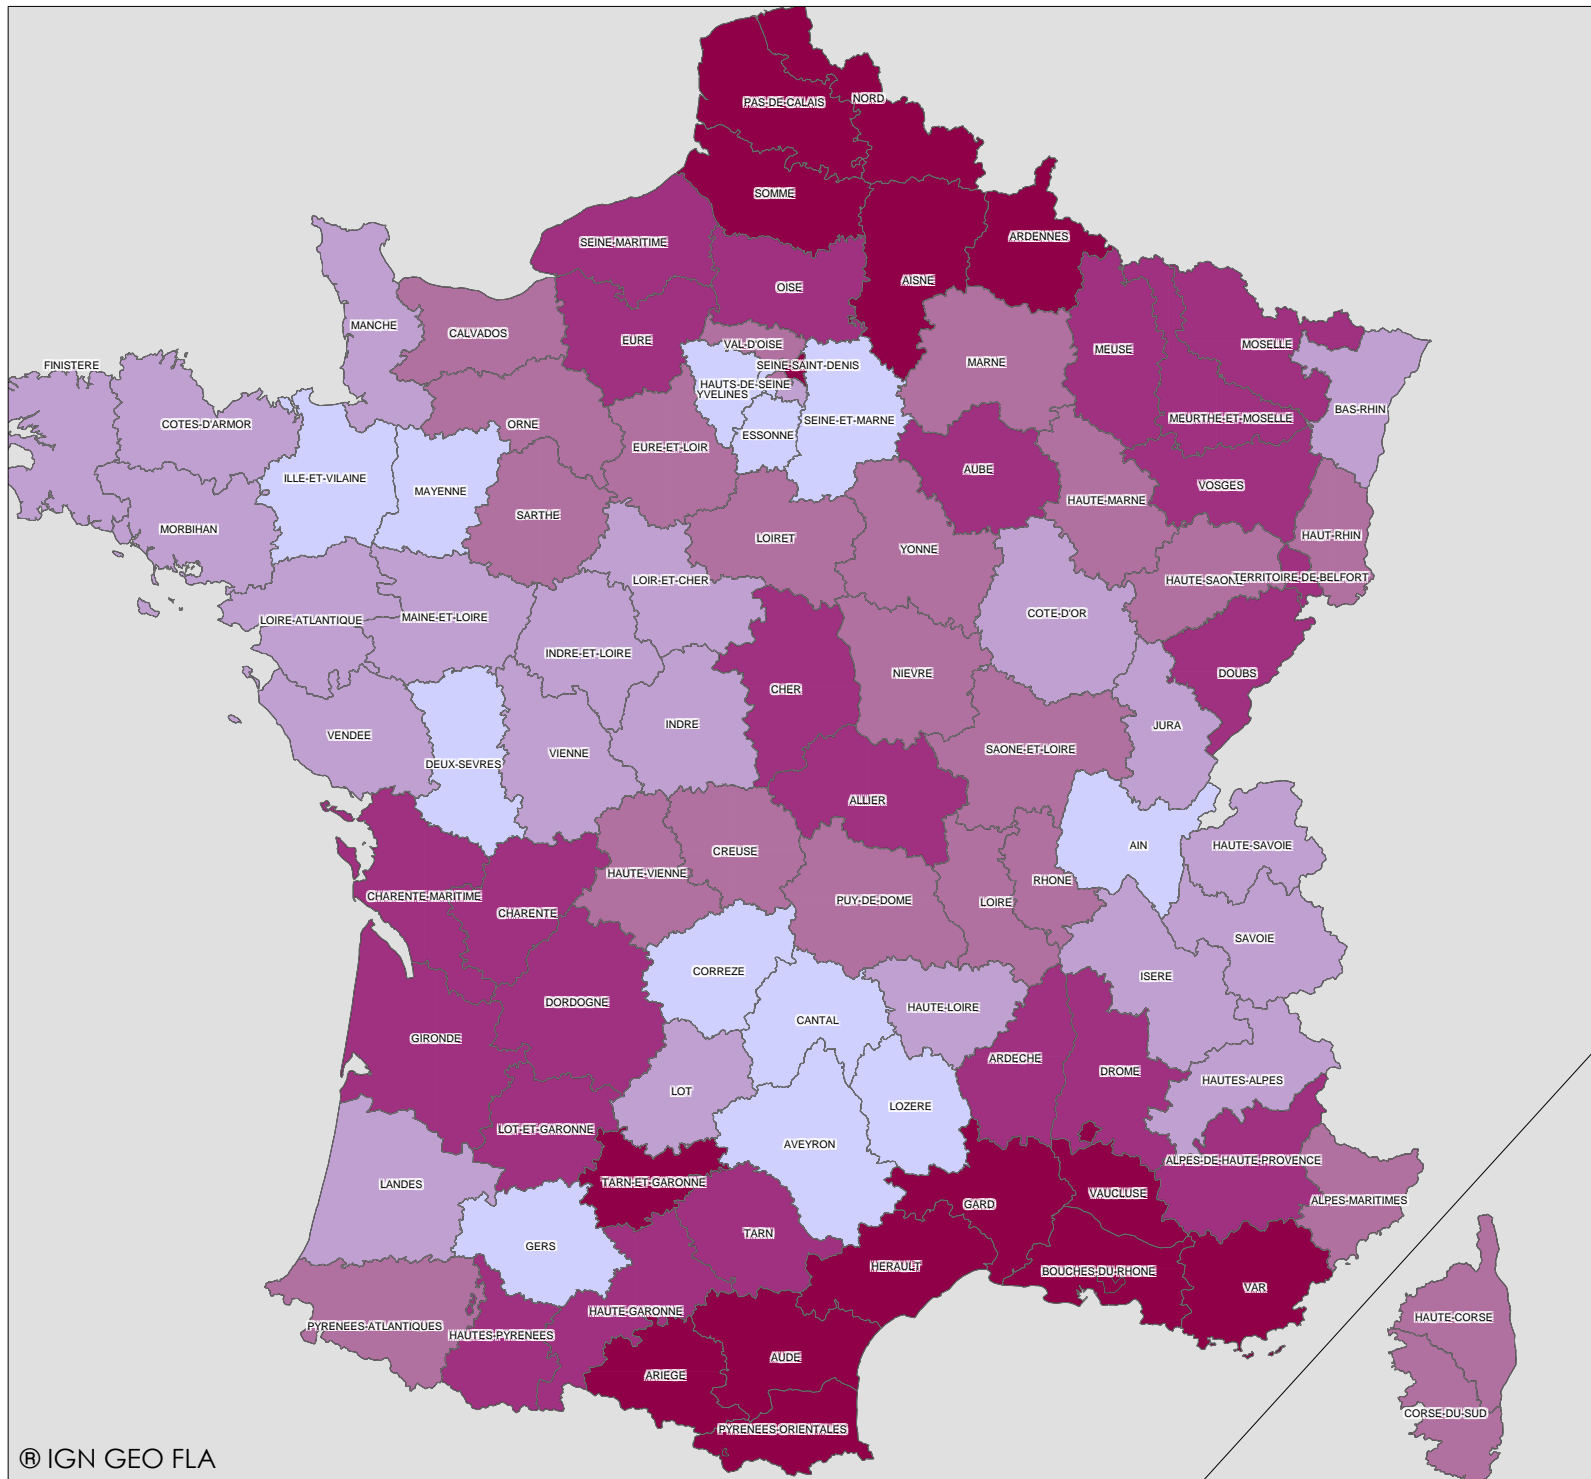 PAS-DE-CALAIS
NORD
SOMME
ARDENNES
SEINE-MARITIME
AISNE
OISE
MANCHE
CALVADOS
EURE
VAL-D'OISE
MOSELLE
MEUSE
MARNE
FINISTERE
SEINE-SAINT-DENIS
HAUTS-DE-SEINE
YVELINES
BAS-RHIN
COTES-D'ARMOR
ORNE
SEINE-ET-MARNE
MEURTHE-ET-MOSELLE
ESSONNE
EURE-ET-LOIR
AUBE
ILLE-ET-VILAINE
MAYENNE
VOSGES
HAUTE-MARNE
SARTHE
MORBIHAN
LOIRET
HAUT-RHIN
YONNE
LOIR-ET-CHER
HAUTE-SAONE
TERRITOIRE-DE-BELFORT
COTE-D'OR
MAINE-ET-LOIRE
LOIRE-ATLANTIQUE
INDRE-ET-LOIRE
NIEVRE
DOUBS
CHER
INDRE
JURA
VENDEE
SAONE-ET-LOIRE
VIENNE
DEUX-SEVRES
ALLIER
AIN
HAUTE-SAVOIE
CREUSE
HAUTE-VIENNE
RHONE
CHARENTE-MARITIME
PUY-DE-DOME
LOIRE
CHARENTE
SAVOIE
CORREZE
ISERE
DORDOGNE
HAUTE-LOIRE
CANTAL
GIRONDE
ARDECHE
DROME
HAUTES-ALPES
LOT
LOZERE
LOT-ET-GARONNE
AVEYRON
ALPES-DE-HAUTE-PROVENCE
TARN-ET-GARONNE
LANDES
VAUCLUSE
ALPES-MARITIMES
GARD
TARN
GERS
HERAULT
BOUCHES-DU-RHONE
VAR
HAUTE-GARONNE
HAUTE-CORSE
PYRENEES-ATLANTIQUES
HAUTES-PYRENEES
AUDE
ARIEGE
CORSE-DU-SUD
PYRENEES-ORIENTALES
® IGN GEO FLA